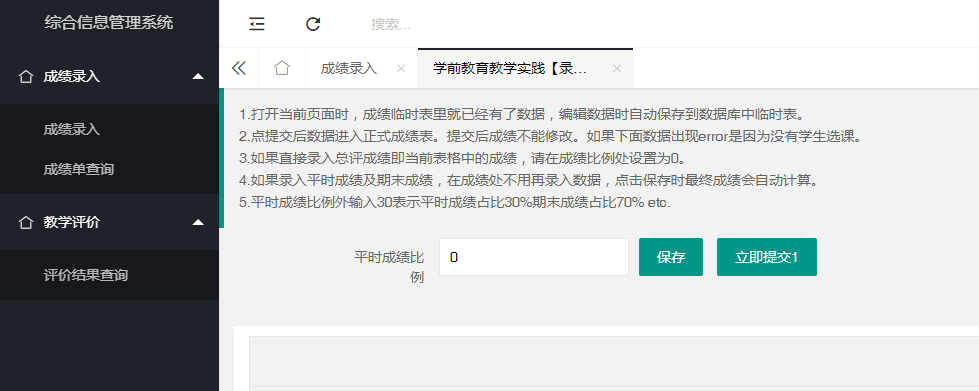 综合信息管理系统
搜索...
成绩录入
成绩录入
学前教育教学实践【录...
成绩录入
成绩单查询
教学评价
评价结果查询
1.打开当前页面时，成绩临时表里就已经有了数据，编辑数据时自动保存到数据库中临时表。
2.点提交后数据进入正式成绩表。提交后成绩不能修改。如果下面数据出现error是因为没有学生选课。
3.如果直接录入总评成绩即当前表格中的成绩，请在成绩比例处设置为0。
4.如果录入平时成绩及期末成绩，在成绩处不用再录入数据，点击保存时最终成绩会自动计算。
5.平时成绩比例外输入30表示平时成绩占比30%期末成绩占比70% etc.
平时成绩比
例
0
保存
立即提交1